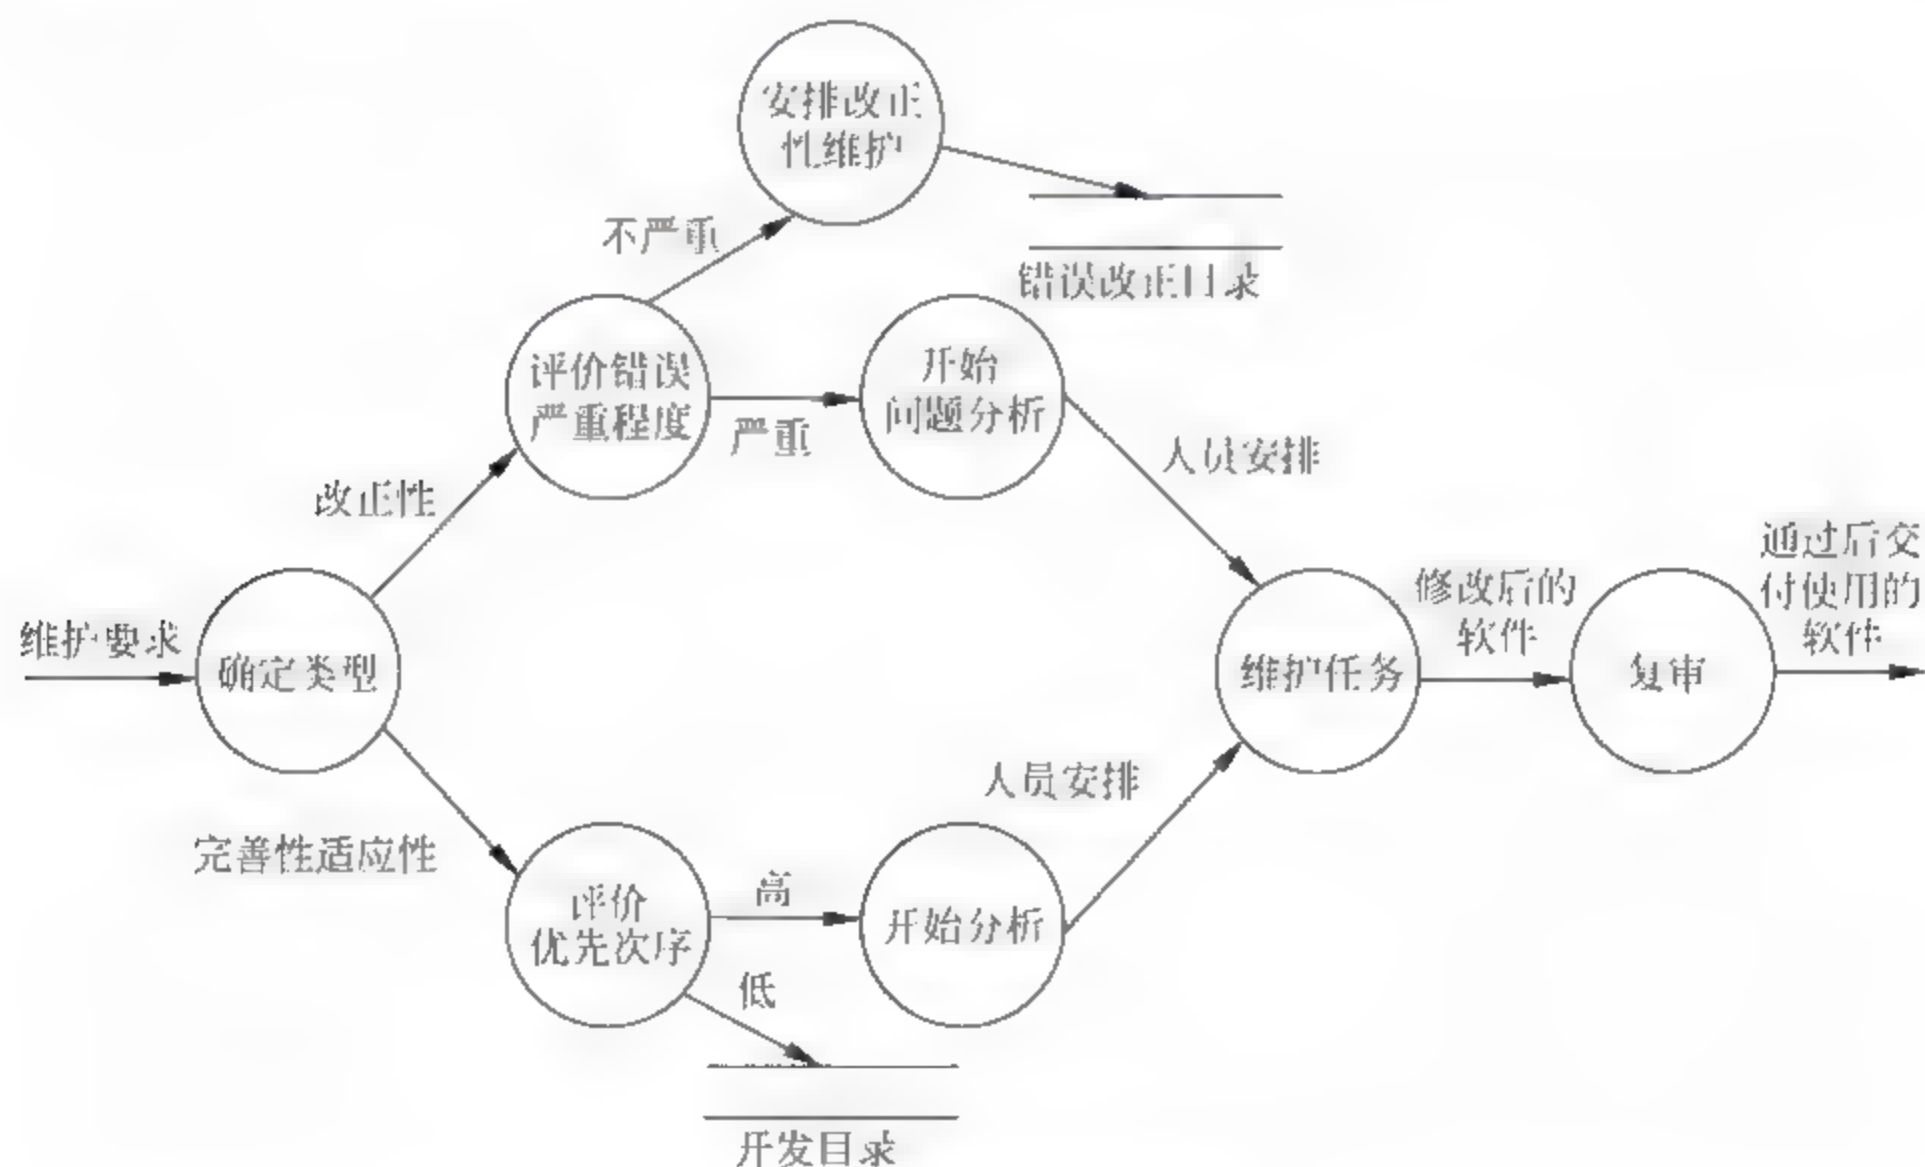 安排改正
性维护
不严重
错误改正目录
评价错误
严重程度
严重
开始
问题分析
人员安排
改正性
维护要求
确定类型
维护任务
修改后的
软件
复审
通过后交
付使用的
软件
完善性适应性
评价
优先次序
高
低
开始分析
人员安排
开发目录